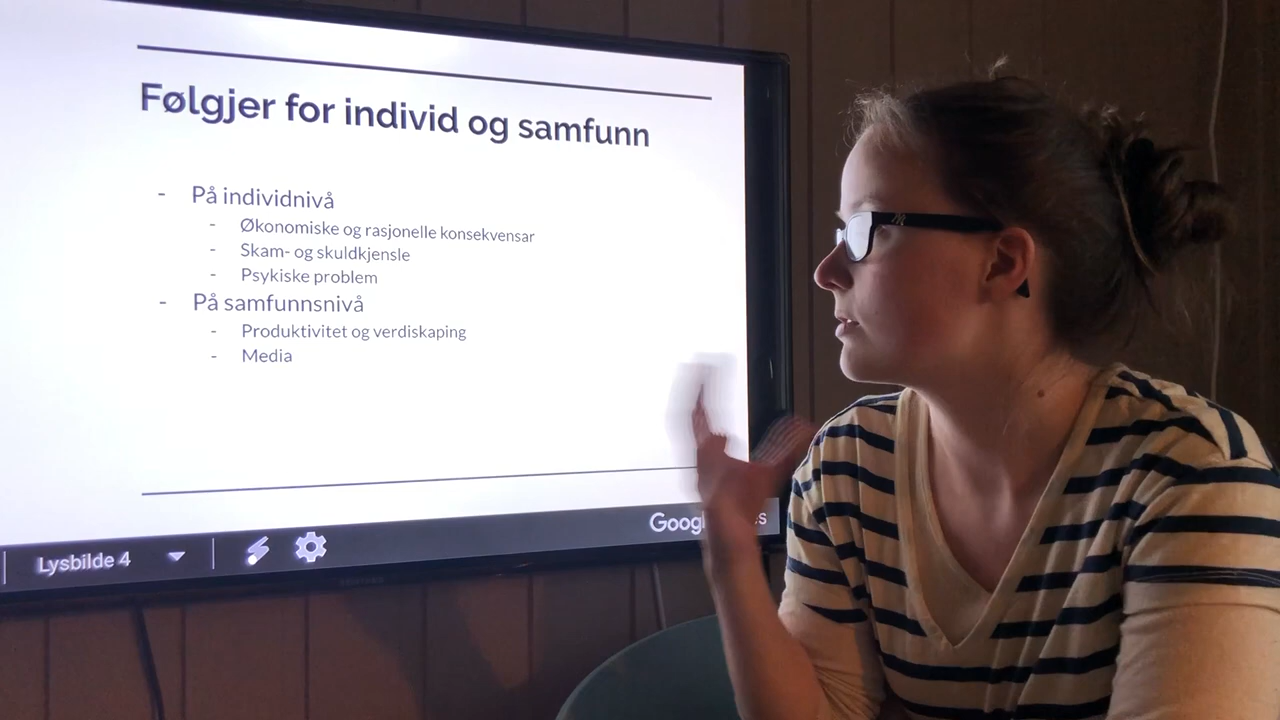 Følgjer for individ og samfunn
- På individnivå
- Økonomiske og rasjonelle konsekvensar
- Skam- og skuldkjensle
- Psykiske problem
- På samfunnsnivå
- Produktivitet og verdiskaping
- Media
Lysbilde 4